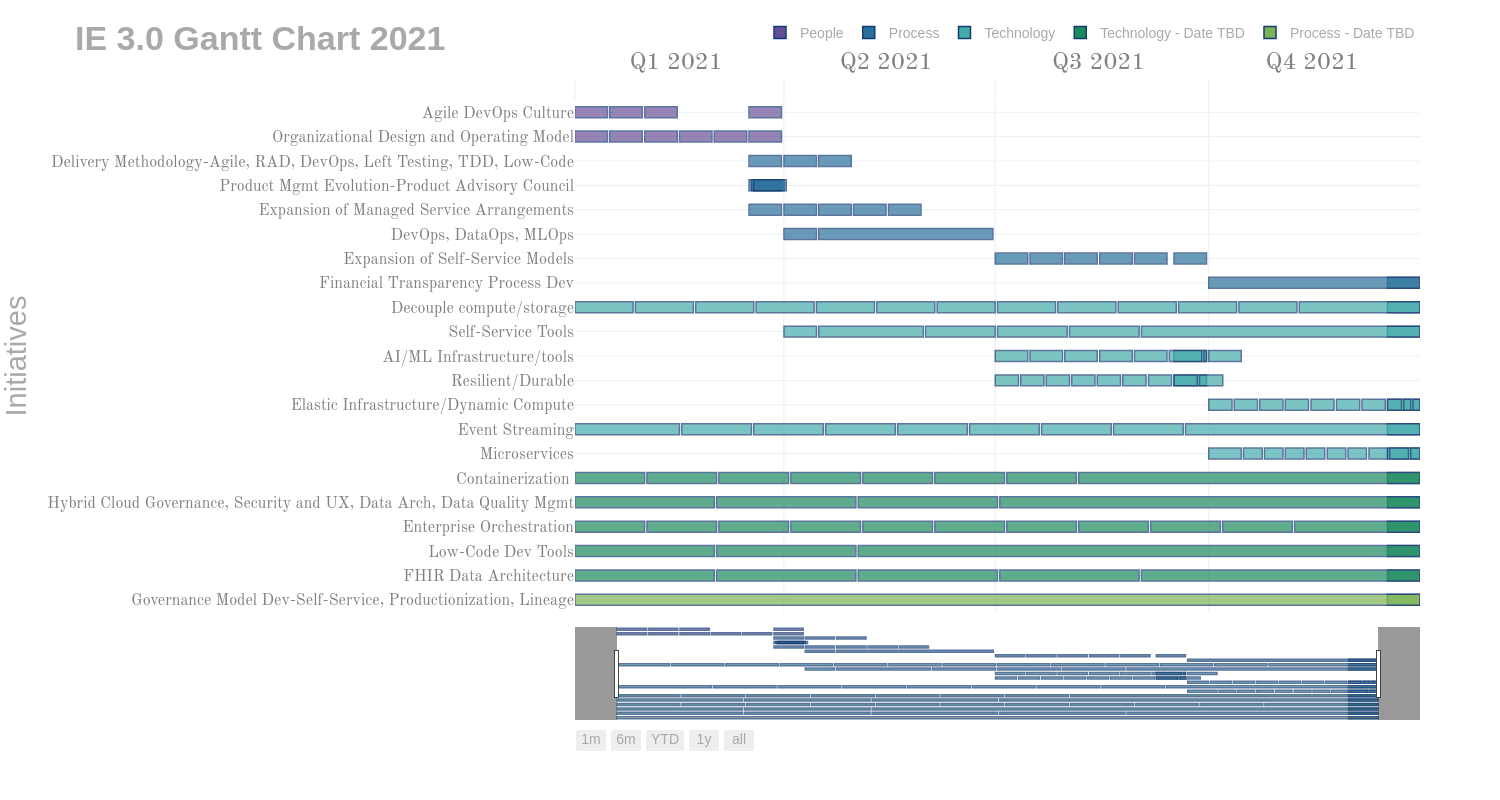 IE 3.0 Gantt Chart 2021
People
Process
Technology
Technology - Date TBD
Process - Date TBD
Q1 2021
Q2 2021
Q3 2021
Q4 2021
Initiatives
Agile DevOps Culture
Organizational Design and Operating Model
Delivery Methodology-Agile, RAD, DevOps, Left Testing, TDD, Low-Code
Product Mgmt Evolution-Product Advisory Council
Expansion of Managed Service Arrangements
DevOps, DataOps, MLOps
Expansion of Self-Service Models
Financial Transparency Process Dev
Decouple compute/storage
Self-Service Tools
AI/ML Infrastructure/tools
Resilient/Durable
Elastic Infrastructure/Dynamic Compute
Event Streaming
Microservices
Containerization
Hybrid Cloud Governance, Security and UX, Data Arch, Data Quality Mgmt
Enterprise Orchestration
Low-Code Dev Tools
FHIR Data Architecture
Governance Model Dev-Self-Service, Productionization, Lineage
1m
6m
YTD
1y
all